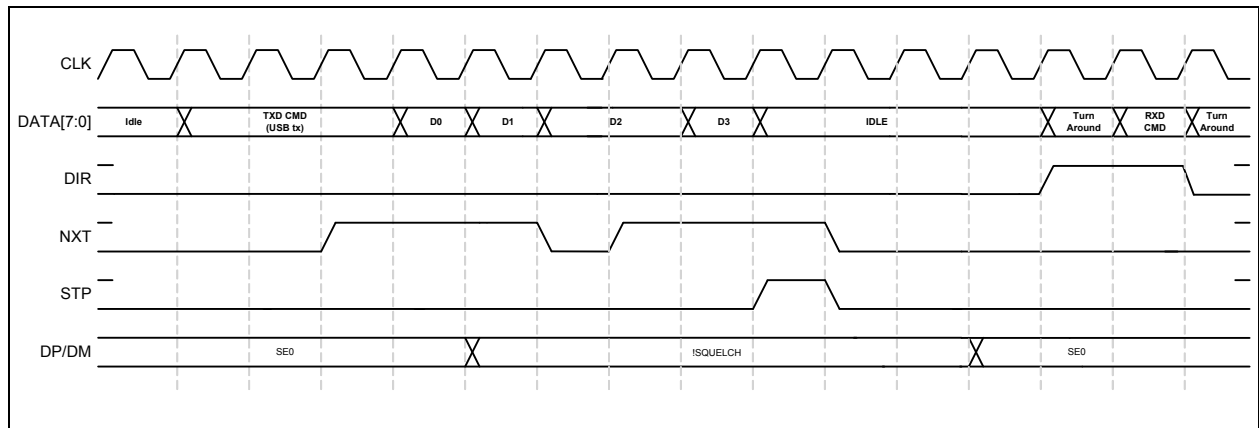 CLK
DATA[7:0]
Idle
TXD CMD
(USB tx)
D0
D1
D2
D3
IDLE
Turn
Around
RXD
CMD
Turn
Around
DIR
NXT
STP
DP/DM
SE0
!SQUELCH
SE0